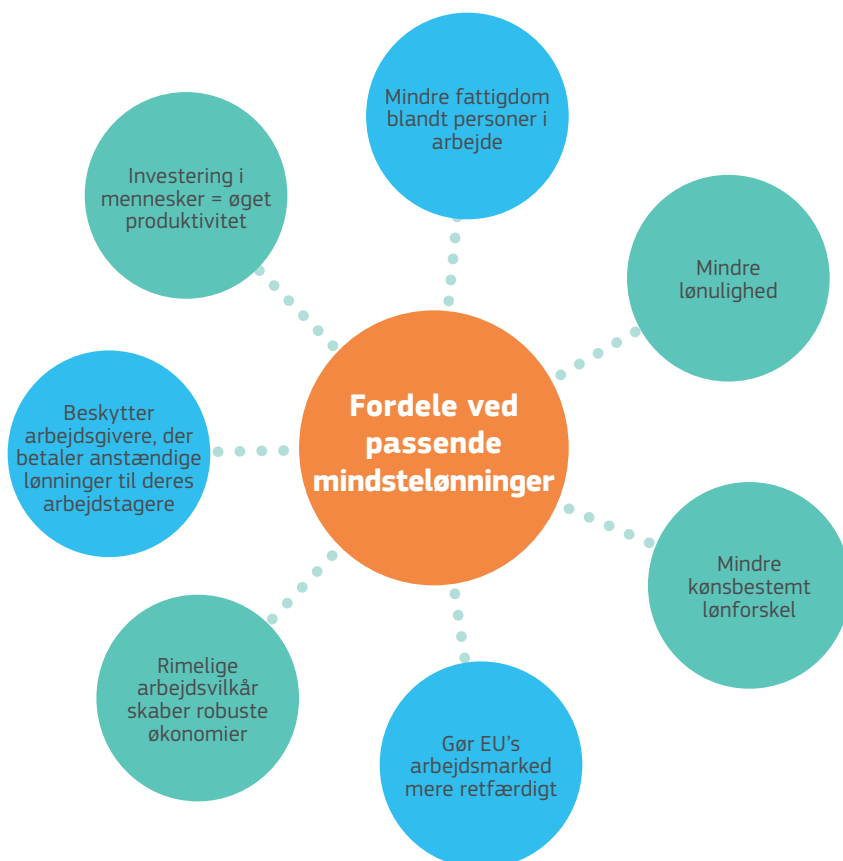 Fordele ved
passende
mindstelønninger
Mindre fattigdom
blandt personer i
arbejde
Mindre
lønulighed
Mindre
kønsbestemt
lønforskel
Gør EU’s
arbejdsmarked
mere retfærdigt
Rimelige
arbejdsvilkår
skaber robuste
økonomier
Beskytter
arbejdsgivere, der
betaler anstændige
lønninger til deres
arbejdstagere
Investering i
mennesker = øget
produktivitet